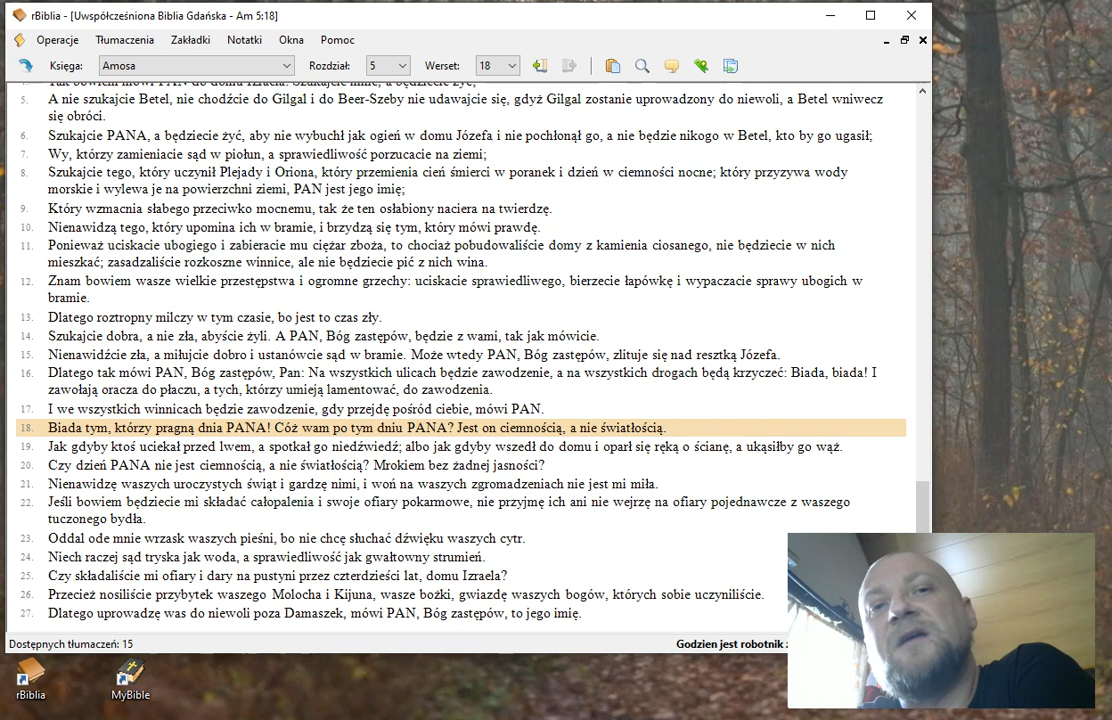 rBiblia - [Uwspółcześniona Biblia Gdańska - Am 5:18]
Operacje Tłumaczenia Zakładki Notatki Okna Pomoc
Księga: Amosa Rozdział: 5 Werset: 18
5. A nie szukajcie Betel, nie chodźcie do Gilgal i do Beer-Szeby nie udawajcie się, gdyż Gilgal zostanie uprowadzony do niewoli, a Betel wniwecz
się obróci.
6. Szukajcie PANA, a będziecie żyć, aby nie wybuchł jak ogień w domu Józefa i nie pochłonął go, a nie będzie nikogo w Betel, kto by go ugasił;
7. Wy, którzy zamieniacie sąd w piołun, a sprawiedliwość porzucacie na ziemi;
8. Szukajcie tego, który uczynił Plejady i Oriona, który przemienia cień śmierci w poranek i dzień w ciemności nocne; który przyzywa wody
morskie i wylewa je na powierzchni ziemi, PAN jest jego imię;
9. Który wzmacnia słabego przeciwko mocnemu, tak że ten osłabiony naciera na twierdzę.
10. Nienawidzą tego, który upomina ich w bramie, i brzydzą się tym, który mówi prawdę.
11. Ponieważ uciskacie ubogiego i zabieracie mu ciężar zboża, to chociaż pobudowaliście domy z kamienia ciosanego, nie będziecie w nich
mieszkać; zasadzaliście rozkoszne winnice, ale nie będziecie pić z nich wina.
12. Znam bowiem wasze wielkie przestępstwa i ogromne grzechy: uciskacie sprawiedliwego, bierzecie łapówkę i wypaczacie sprawy ubogich w
bramie.
13. Dlatego roztropny milczy w tym czasie, bo jest to czas zły.
14. Szukajcie dobra, a nie zła, abyście żyli. A PAN, Bóg zastępów, będzie z wami, tak jak mówicie.
15. Nienawidźcie zła, a miłujcie dobro i ustanówcie sąd w bramie. Może wtedy PAN, Bóg zastępów, zlituje się nad resztką Józefa.
16. Dlatego tak mówi PAN, Bóg zastępów, Pan: Na wszystkich ulicach będzie zawodzenie, a na wszystkich drogach będą krzyczeć: Biada, biada! I
zawołają oracza do płaczu, a tych, którzy umieją lamentować, do zawodzenia.
17. I we wszystkich winnicach będzie zawodzenie, gdy przejdę pośród ciebie, mówi PAN.
18. Biada tym, którzy pragną dnia PANA! Cóż wam po tym dniu PANA? Jest on ciemnością, a nie światłością.
19. Jak gdyby ktoś uciekał przed lwem, a spotkał go niedźwiedź; albo jak gdyby wszedł do domu i oparł się ręką o ścianę, a ukąsiłby go wąż.
20. Czy dzień PANA nie jest ciemnością, a nie światłością? Mrokiem bez żadnej jasności?
21. Nienawidzę waszych uroczystych świąt i gardzę nimi, i woń na waszych zgromadzeniach nie jest mi miła.
22. Jeśli bowiem będziecie mi składać całopalenia i swoje ofiary pokarmowe, nie przyjmę ich ani nie wejrzę na ofiary pojednawcze z waszego
tuczonego bydła.
23. Oddal ode mnie wrzask waszych pieśni, bo nie chcę słuchać dźwięku waszych cytr.
24. Niech raczej sąd tryska jak woda, a sprawiedliwość jak gwałtowny strumień.
25. Czy składaliście mi ofiary i dary na pustyni przez czterdzieści lat, domu Izraela?
26. Przecież nosiliście przybytek waszego Molocha i Kijuna, wasze bożki, gwiazdę waszych bogów, których sobie uczyniliście.
27. Dlatego uprowadzę was do niewoli poza Damaszek, mówi PAN, Bóg zastępów, to jego imię.
Dostępnych tłumaczeń: 15 Godzien jest robotnik
rBiblia MyBible